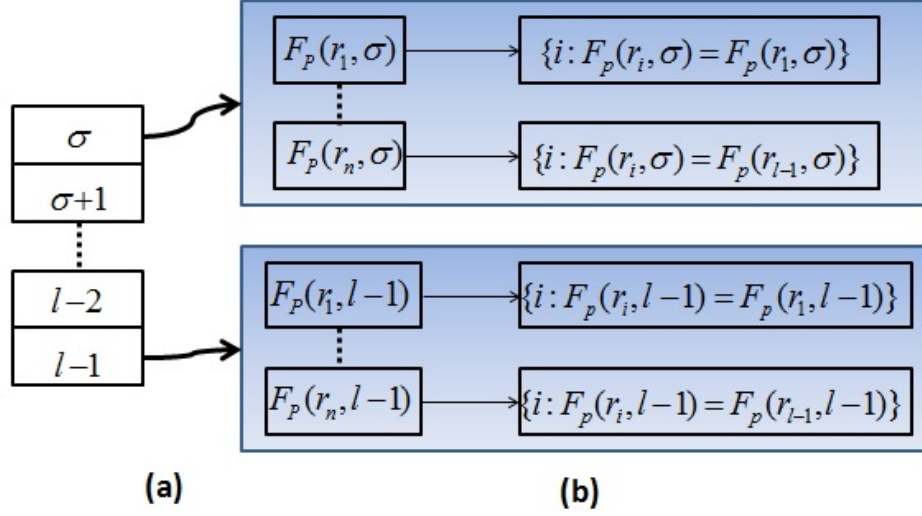 σ
σ+1
l−2
l−1
F_p(r_1,σ)
{i:F_p(r_i,σ)=F_p(r_1,σ)}
F_p(r_n,σ)
{i:F_p(r_i,σ)=F_p(r_{l−1},σ)}
F_p(r_1,l−1)
{i:F_p(r_i,l−1)=F_p(r_1,l−1)}
F_p(r_n,l−1)
{i:F_p(r_i,l−1)=F_p(r_{l−1},l−1)}
(a)
(b)